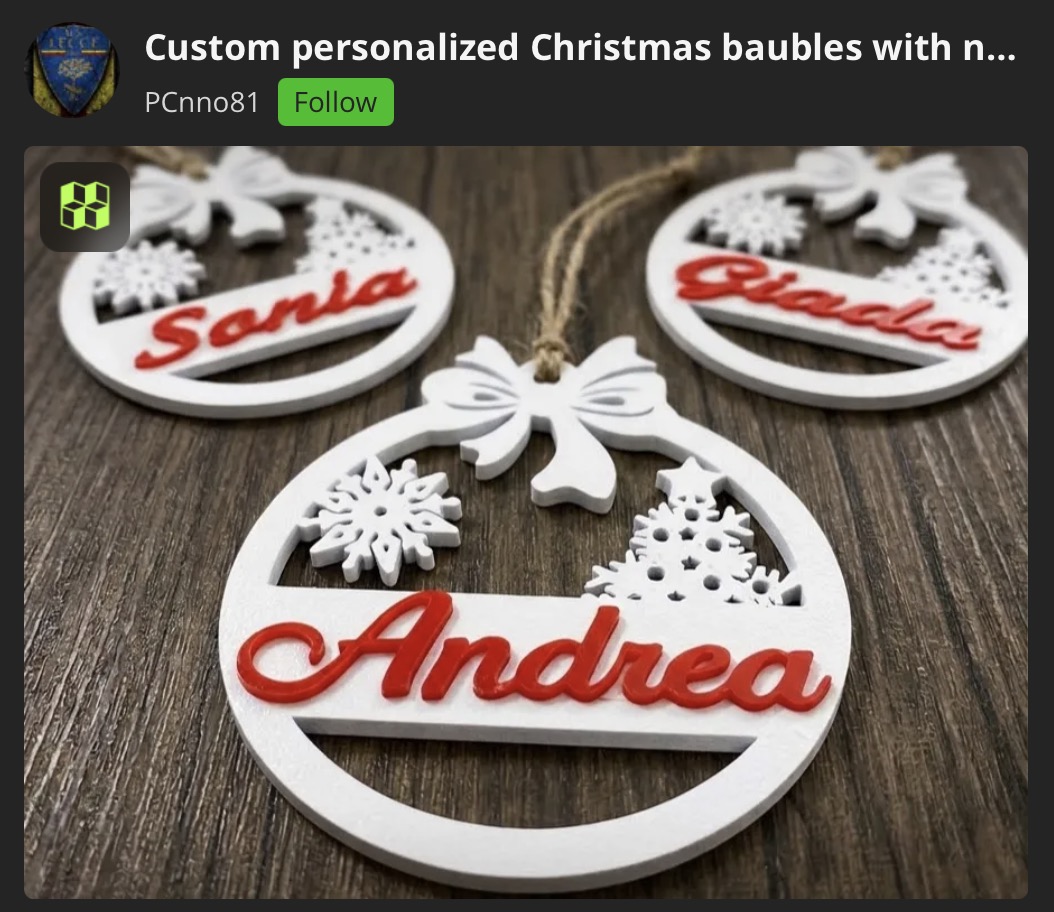 Custom personalized Christmas baubles with n...
PCnno81
Follow
Sonia
Giada
Andrea